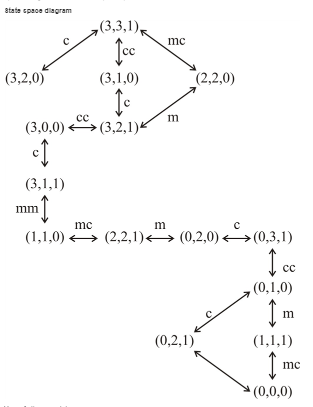 State space diagram
(3,3,1)
c cc mc
(3,2,0) (3,1,0) (2,2,0)
c m
cc
(3,0,0) (3,2,1)
c
(3,1,1)
mm
mc m c
(1,1,0) (2,2,1) (0,2,0) (0,3,1)
cc
(0,1,0)
c m
(0,2,1) (1,1,1)
mc
(0,0,0)